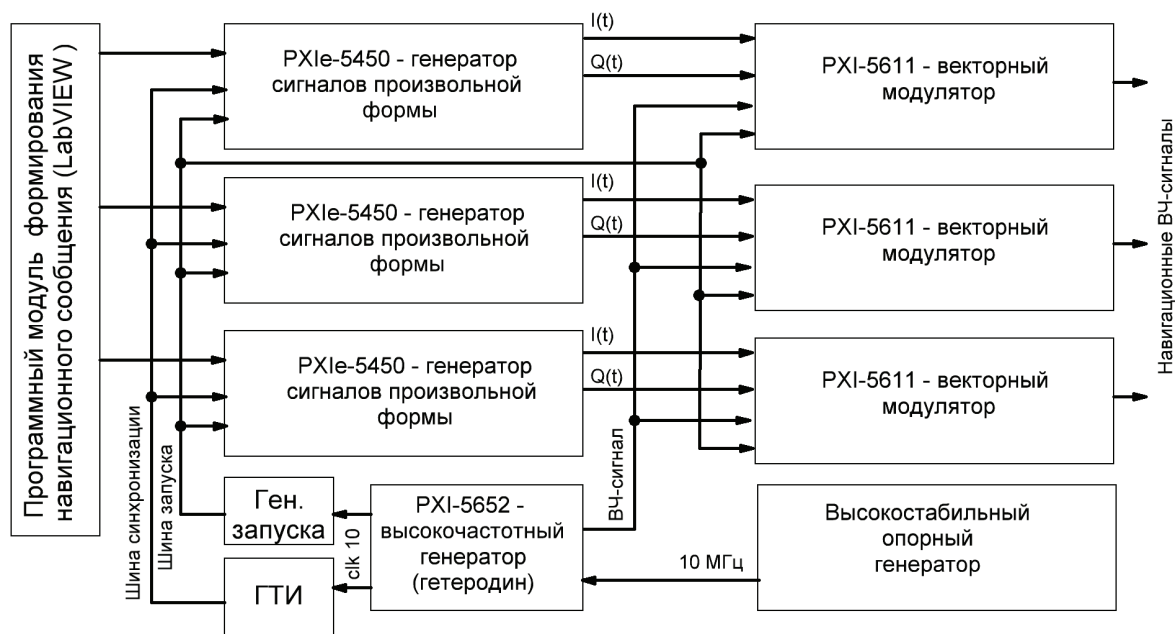 Программный модуль формирования
навигационного сообщения (LabVIEW)
PXIe-5450 - генератор
сигналов произвольной
формы
I(t)
Q(t)
PXI-5611 - векторный
модулятор
PXIe-5450 - генератор
сигналов произвольной
формы
I(t)
Q(t)
PXI-5611 - векторный
модулятор
PXIe-5450 - генератор
сигналов произвольной
формы
I(t)
Q(t)
PXI-5611 - векторный
модулятор
Навигационные ВЧ-сигналы
Шина синхронизации
Шина запуска
Ген.
запуска
ГТИ
clk 10
PXI-5652 -
высокочастотный
генератор
(гетеродин)
ВЧ-сигнал
10 МГц
Высокостабильный
опорный
генератор